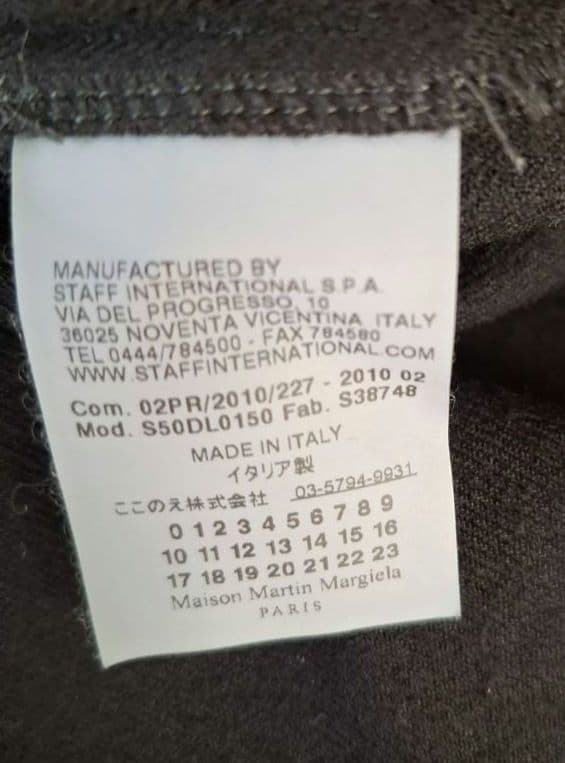 MANUFACTURED BY
STAFF INTERNATIONAL S.P.A.
VIA DEL PROGRESSO, 10
36025 NOVENTA VICENTINA, ITALY
TEL 0444/784500 - FAX 784580
WWW.STAFFINTERNATIONAL.COM
Com. 02PR/2010/227 - 2010 02
Mod. S50DL0150 Fab. S38748
MADE IN ITALY
イタリア製
ここのえ株式会社 03-5794-9931
0 1 2 3 4 5 6 7 8 9
10 11 12 13 14 15 16
17 18 19 20 21 22 23
Maison Martin Margiela
PARIS